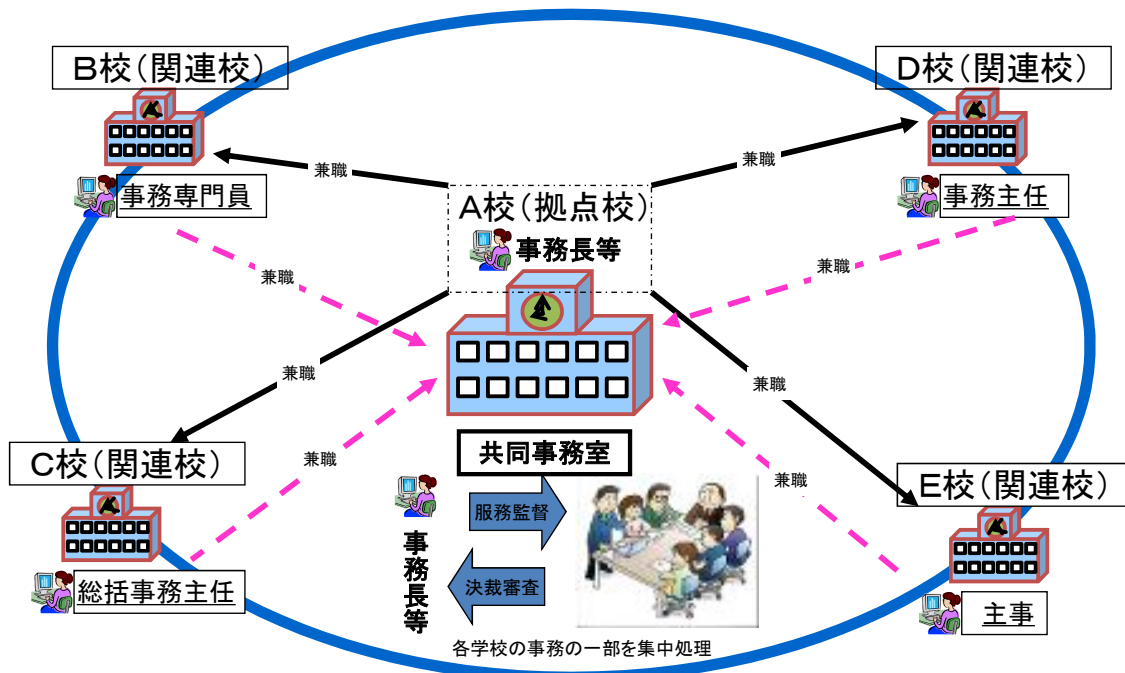 B校(関連校)
D校(関連校)
兼職
兼職
事務専門員
A校(拠点校)
事務主任
事務長等
兼職
兼職
兼職
兼職
C校(関連校)
兼職
共同事務室
兼職
E校(関連校)
服務監督
事務長等
決裁審査
総括事務主任
主事
各学校の事務の一部を集中処理